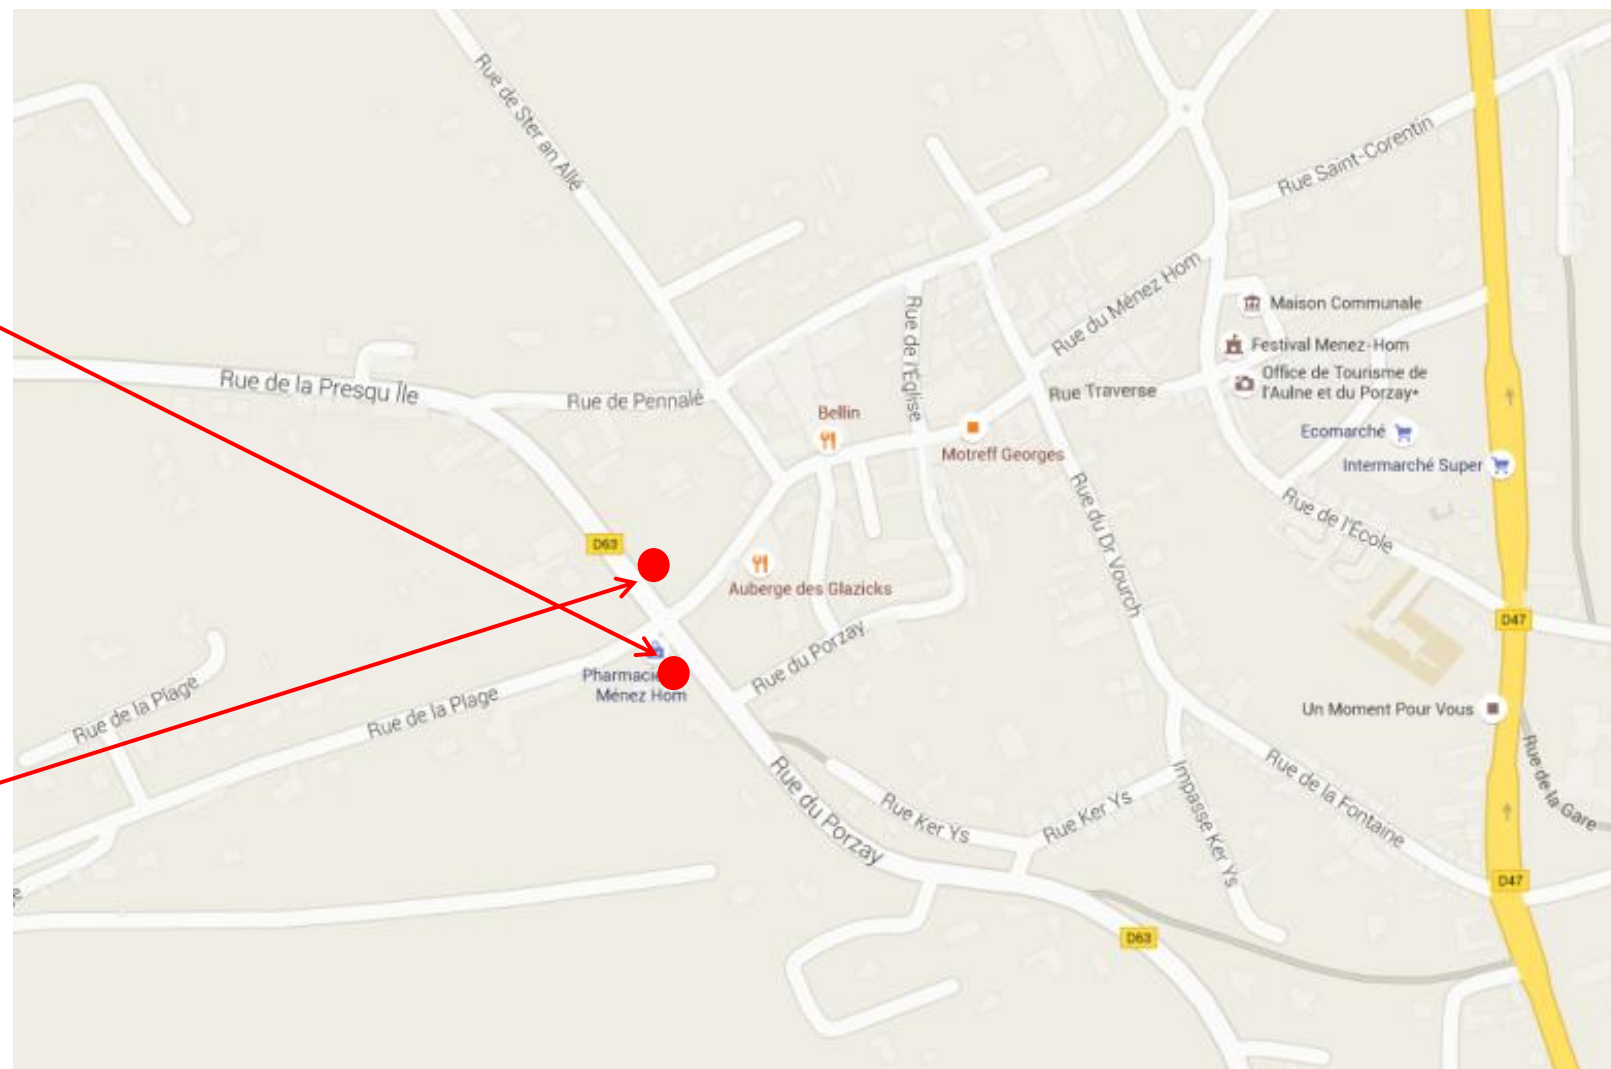 Rue de Ster an Allé
Rue Saint-Corentin
Rue du Ménez Hom
Maison Communale
Rue de l'Église
Festival Menez-Hom
Office de Tourisme de
l'Aulne et du Porzay•
Rue de la Presqu Île
Rue de Pennalé
Rue Traverse
Bellin
Ecomarché
Motreff Georges
Intermarché Super
Rue de l'École
Rue du Dr Vourch
D63
Auberge des Glazicks
D47
Rue du Porzay
Pharmacie
Ménez Hom
Rue de la Plage
Rue de la Plage
Un Moment Pour Vous
Rue de la Gare
Rue du Porzay
Rue Ker Ys
Rue Ker Ys
Impasse Ker Ys
Rue de la Fontaine
D47
D63